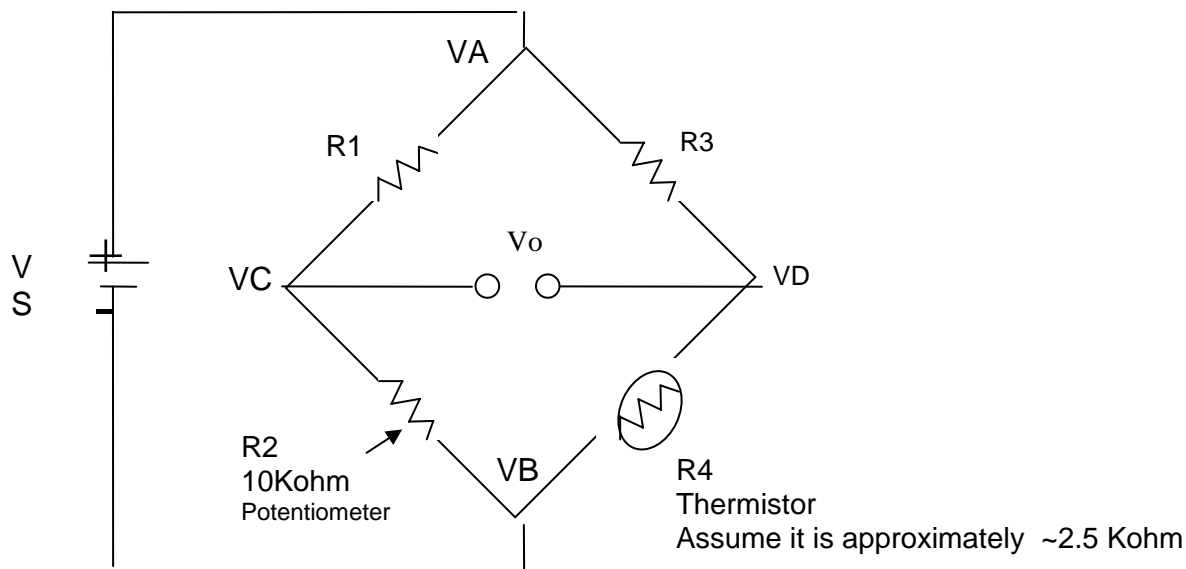 VA
R1
R3
Vo
V
S
VC
VD
R2
10Kohm
Potentiometer
VB
R4
Thermistor
Assume it is approximately ~2.5 Kohm